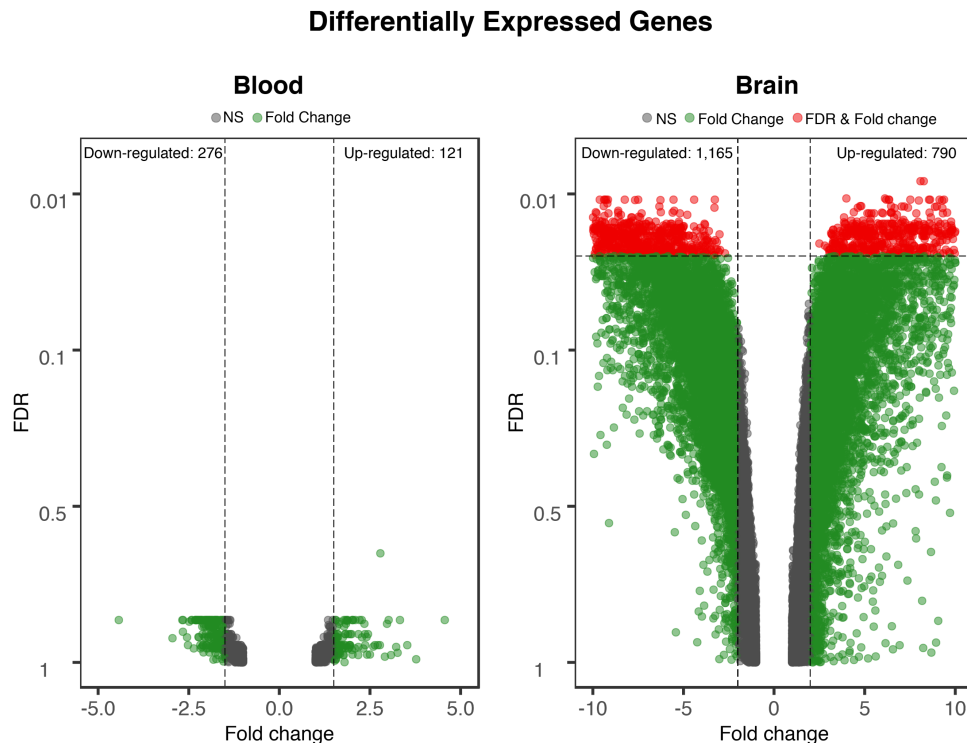 Differentially Expressed Genes
Blood
NS Fold Change
Down-regulated: 276 Up-regulated: 121
0.01
0.1
0.5
1
FDR
-5.0 -2.5 0.0 2.5 5.0
Fold change
Brain
NS Fold Change FDR & Fold change
Down-regulated: 1,165 Up-regulated: 790
0.01
0.1
0.5
1
FDR
-10 -5 0 5 10
Fold change